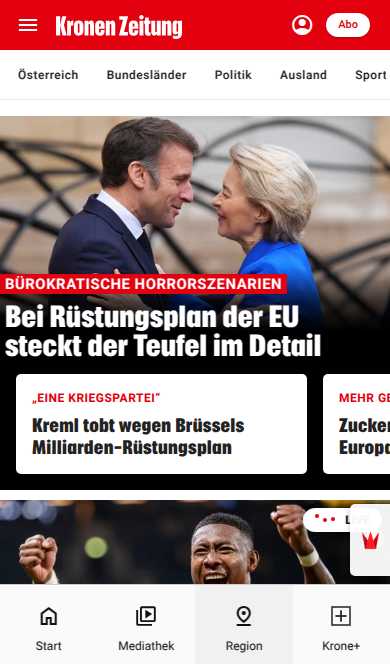 Kronen Zeitung
Abo
Österreich Bundesländer Politik Ausland Sport
BÜROKRATISCHE HORRORSZENARIEN
Bei Rüstungsplan der EU
steckt der Teufel im Detail
„EINE KRIEGSPARTEI“
Kreml tobt wegen Brüssels
Milliarden-Rüstungsplan
MEHR GE
Zucker
Europa
Start Mediathek Region Krone+